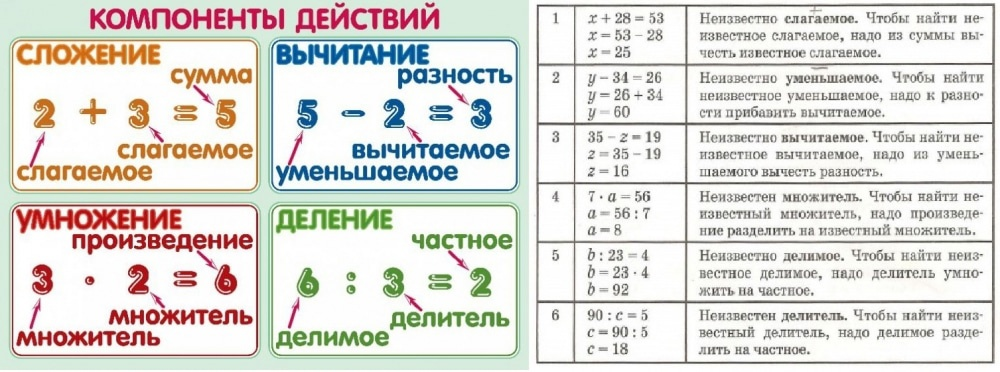 КОМПОНЕНТЫ ДЕЙСТВИЙ
СЛОЖЕНИЕ
сумма
2 + 3 = 5
слагаемое
слагаемое
ВЫЧИТАНИЕ
разность
5 − 2 = 3
вычитаемое
уменьшаемое
УМНОЖЕНИЕ
произведение
3 · 2 = 6
множитель
множитель
ДЕЛЕНИЕ
частное
6 : 3 = 2
делитель
делимое
1
x + 28 = 53
x = 53 − 28
x = 25
Неизвестно слагаемое. Чтобы найти не-
известное слагаемое, надо из суммы вы-
честь известное слагаемое.
2
y − 34 = 26
y = 26 + 34
y = 60
Неизвестно уменьшаемое. Чтобы найти
неизвестное уменьшаемое, надо к разно-
сти прибавить вычитаемое.
3
35 − z = 19
z = 35 − 19
z = 16
Неизвестно вычитаемое. Чтобы найти не-
известное вычитаемое, надо из умень-
шаемого вычесть разность.
4
7 · a = 56
a = 56 : 7
a = 8
Неизвестен множитель. Чтобы найти не-
известный множитель, надо произведе-
ние разделить на известный множитель.
5
b : 23 = 4
b = 23 · 4
b = 92
Неизвестно делимое. Чтобы найти неиз-
вестное делимое, надо делитель умно-
жить на частное.
6
90 : c = 5
c = 90 : 5
c = 18
Неизвестен делитель. Чтобы найти неиз-
вестный делитель, надо делимое разде-
лить на частное.